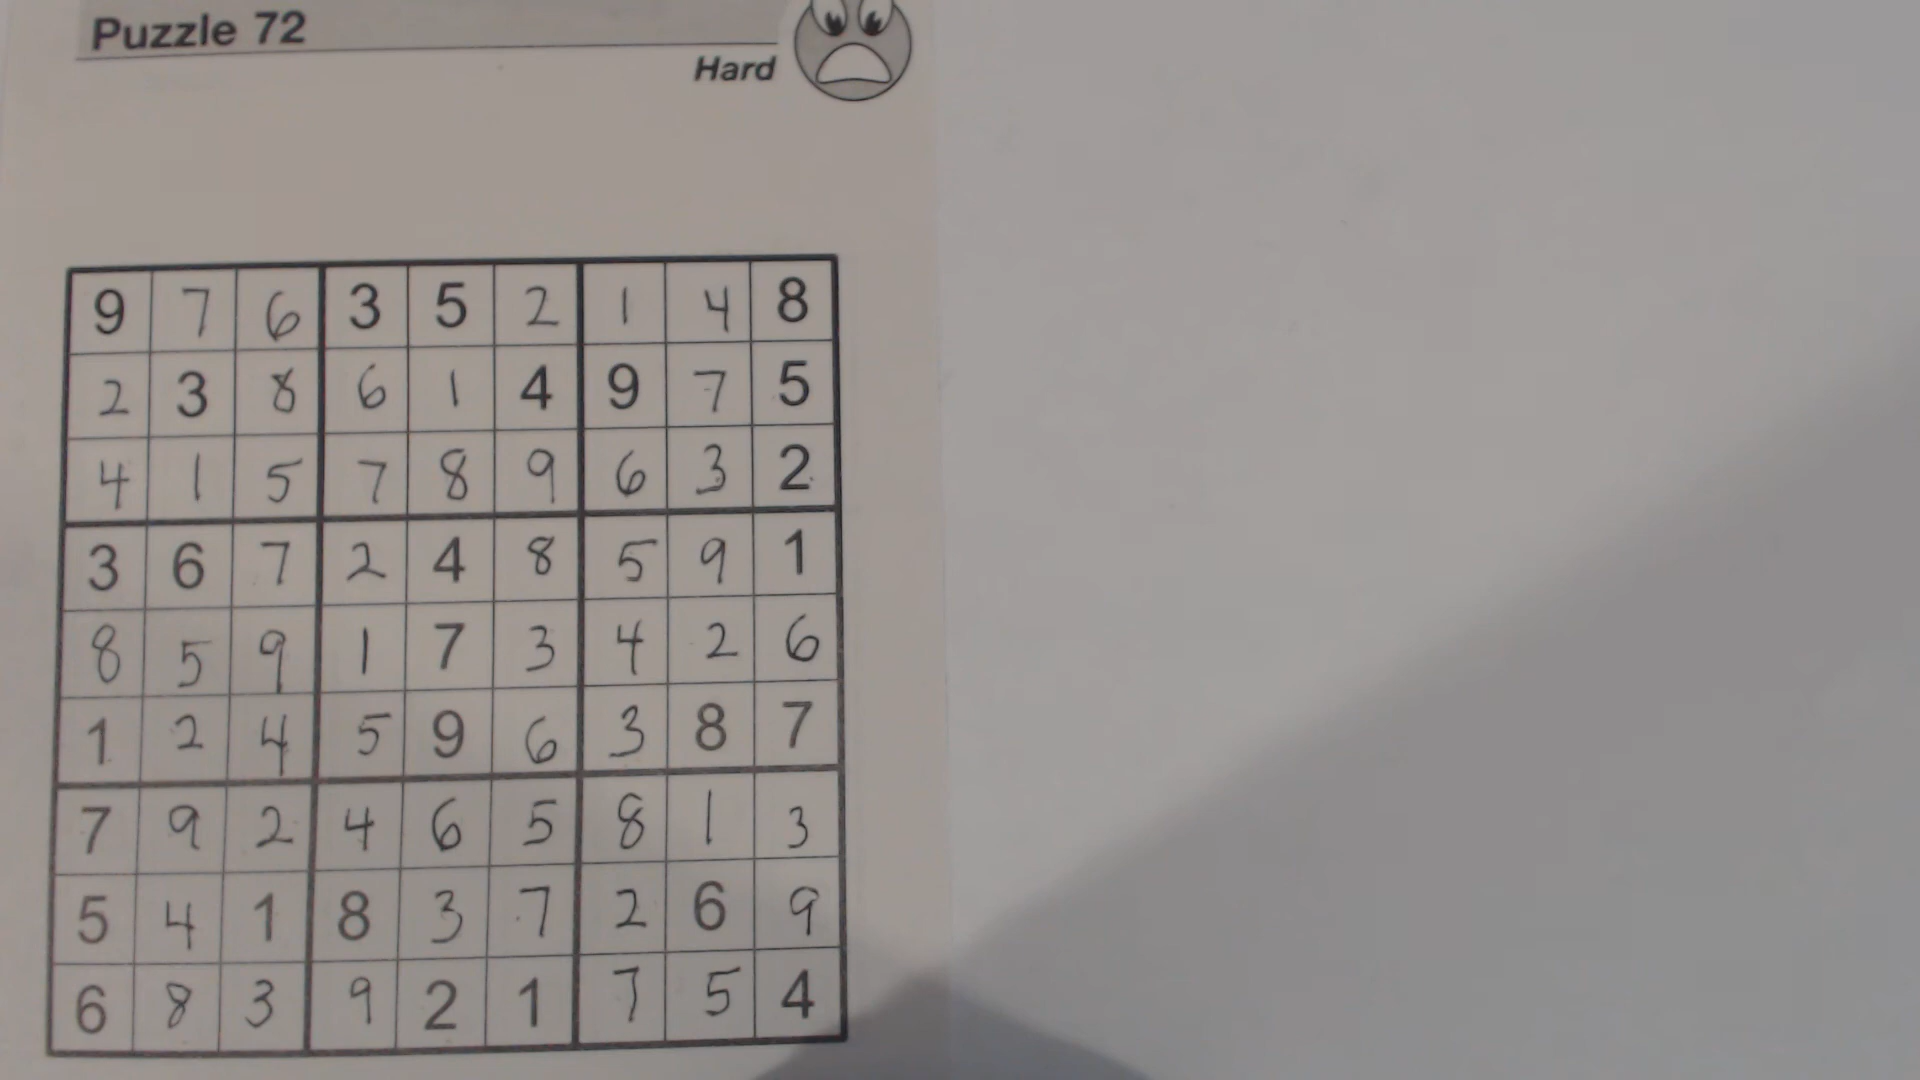 Puzzle 72
Hard
9 7 6 3 5 2 1 4 8
2 3 8 6 1 4 9 7 5
4 1 5 7 8 9 6 3 2
3 6 7 2 4 8 5 9 1
8 5 9 1 7 3 4 2 6
1 2 4 5 9 6 3 8 7
7 9 2 4 6 5 8 1 3
5 4 1 8 3 7 2 6 9
6 8 3 9 2 1 7 5 4